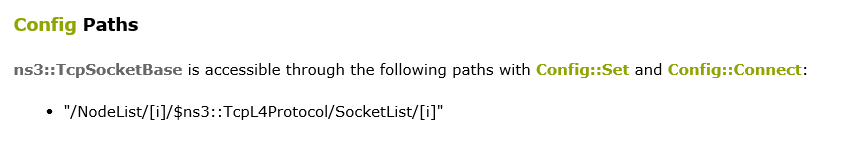 Config Paths
ns3::TcpSocketBase is accessible through the following paths with Config::Set and Config::Connect:
• "/NodeList/[i]/$ns3::TcpL4Protocol/SocketList/[i]"